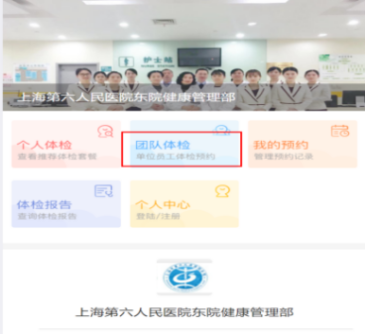 护士站
上海第六人民医院东院健康管理部
个人体检
查看推荐体检套餐
团队体检
单位员工体检预约
我的预约
管理预约记录
体检报告
查询体检报告
个人中心
登陆/注册
上海第六人民医院东院健康管理部